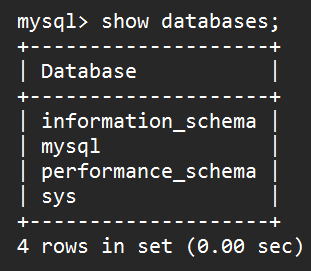 mysql> show databases;
+--------------------+
| Database           |
+--------------------+
| information_schema |
| mysql              |
| performance_schema |
| sys                |
+--------------------+
4 rows in set (0.00 sec)